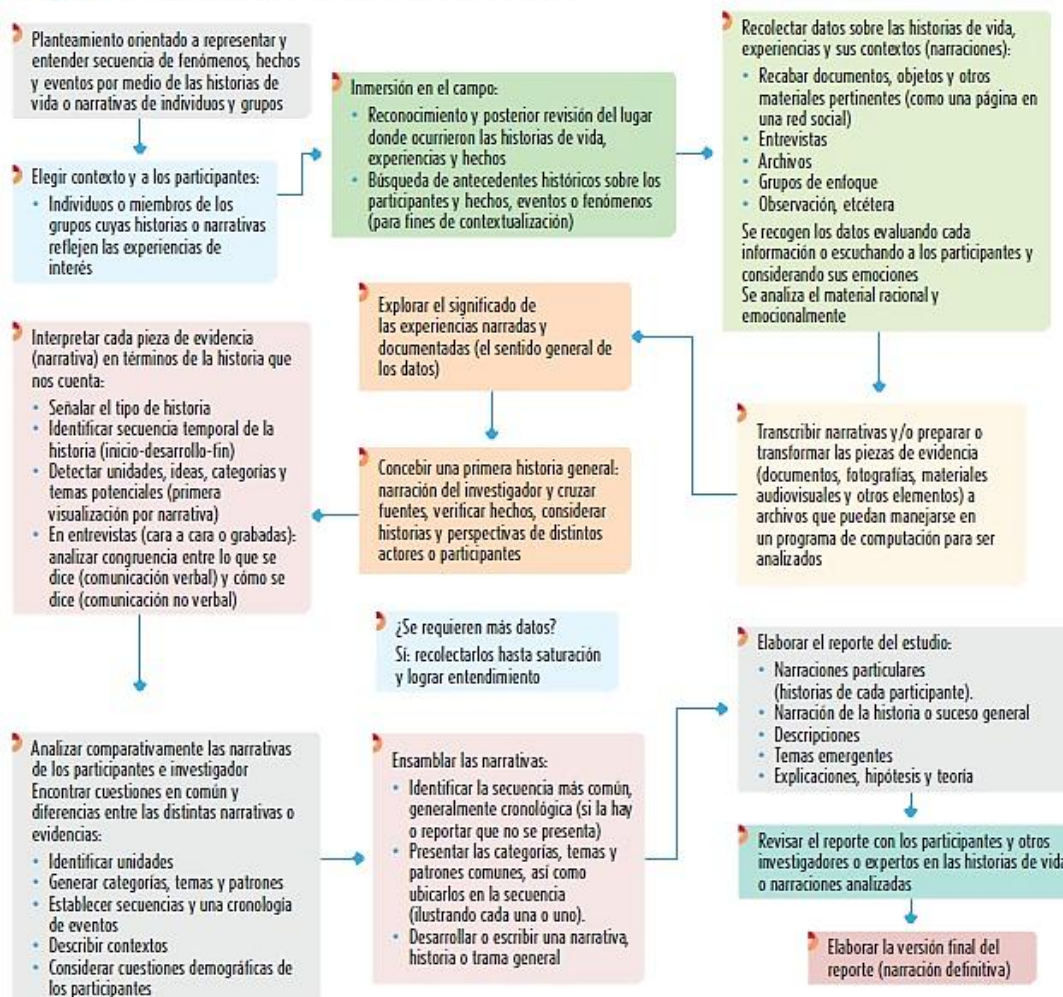 Planteamiento orientado a representar y
entender secuencia de fenómenos, hechos
y eventos por medio de las historias de
vida o narrativas de individuos y grupos
Elegir contexto y a los participantes:
• Individuos o miembros de los
grupos cuyas historias o narrativas
reflejen las experiencias de
interés
Inmersión en el campo:
• Reconocimiento y posterior revisión del lugar
donde ocurrieron las historias de vida,
experiencias y hechos
• Búsqueda de antecedentes históricos sobre los
participantes y hechos, eventos o fenómenos
(para fines de contextualización)
Recolectar datos sobre las historias de vida,
experiencias y sus contextos (narraciones):
• Recabar documentos, objetos y otros
materiales pertinentes (como una página en
una red social)
• Entrevistas
• Archivos
• Grupos de enfoque
• Observación, etcétera
Se recogen los datos evaluando cada
información o escuchando a los participantes y
considerando sus emociones
Se analiza el material racional y
emocionalmente
Transcribir narrativas y/o preparar o
transformar las piezas de evidencia
(documentos, fotografías, materiales
audiovisuales y otros elementos) a
archivos que puedan manejarse en
un programa de computación para ser
analizados
Explorar el significado de
las experiencias narradas y
documentadas (el sentido general de
los datos)
Concebir una primera historia general:
narración del investigador y cruzar
fuentes, verificar hechos, considerar
historias y perspectivas de distintos
actores o participantes
Interpretar cada pieza de evidencia
(narrativa) en términos de la historia que
nos cuenta:
• Señalar el tipo de historia
• Identificar secuencia temporal de la
historia (inicio-desarrollo-fin)
• Detectar unidades, ideas, categorías y
temas potenciales (primera
visualización por narrativa)
• En entrevistas (cara a cara o grabadas):
analizar congruencia entre lo que se
dice (comunicación verbal) y cómo se
dice (comunicación no verbal)
¿Se requieren más datos?
Sí: recolectarlos hasta saturación
y lograr entendimiento
Analizar comparativamente las narrativas
de los participantes e investigador
Encontrar cuestiones en común y
diferencias entre las distintas narrativas o
evidencias:
• Identificar unidades
• Generar categorías, temas y patrones
• Establecer secuencias y una cronología
de eventos
• Describir contextos
• Considerar cuestiones demográficas de
los participantes
Ensamblar las narrativas:
• Identificar la secuencia más común,
generalmente cronológica (si la hay
o reportar que no se presenta)
• Presentar las categorías, temas y
patrones comunes, así como
ubicarlos en la secuencia
(ilustrando cada una o uno).
• Desarrollar o escribir una narrativa,
historia o trama general
Elaborar el reporte del estudio:
• Narraciones particulares
(historias de cada participante).
• Narración de la historia o suceso general
• Descripciones
• Temas emergentes
• Explicaciones, hipótesis y teoría
Revisar el reporte con los participantes y otros
investigadores o expertos en las historias de vida
o narraciones analizadas
Elaborar la versión final del
reporte (narración definitiva)